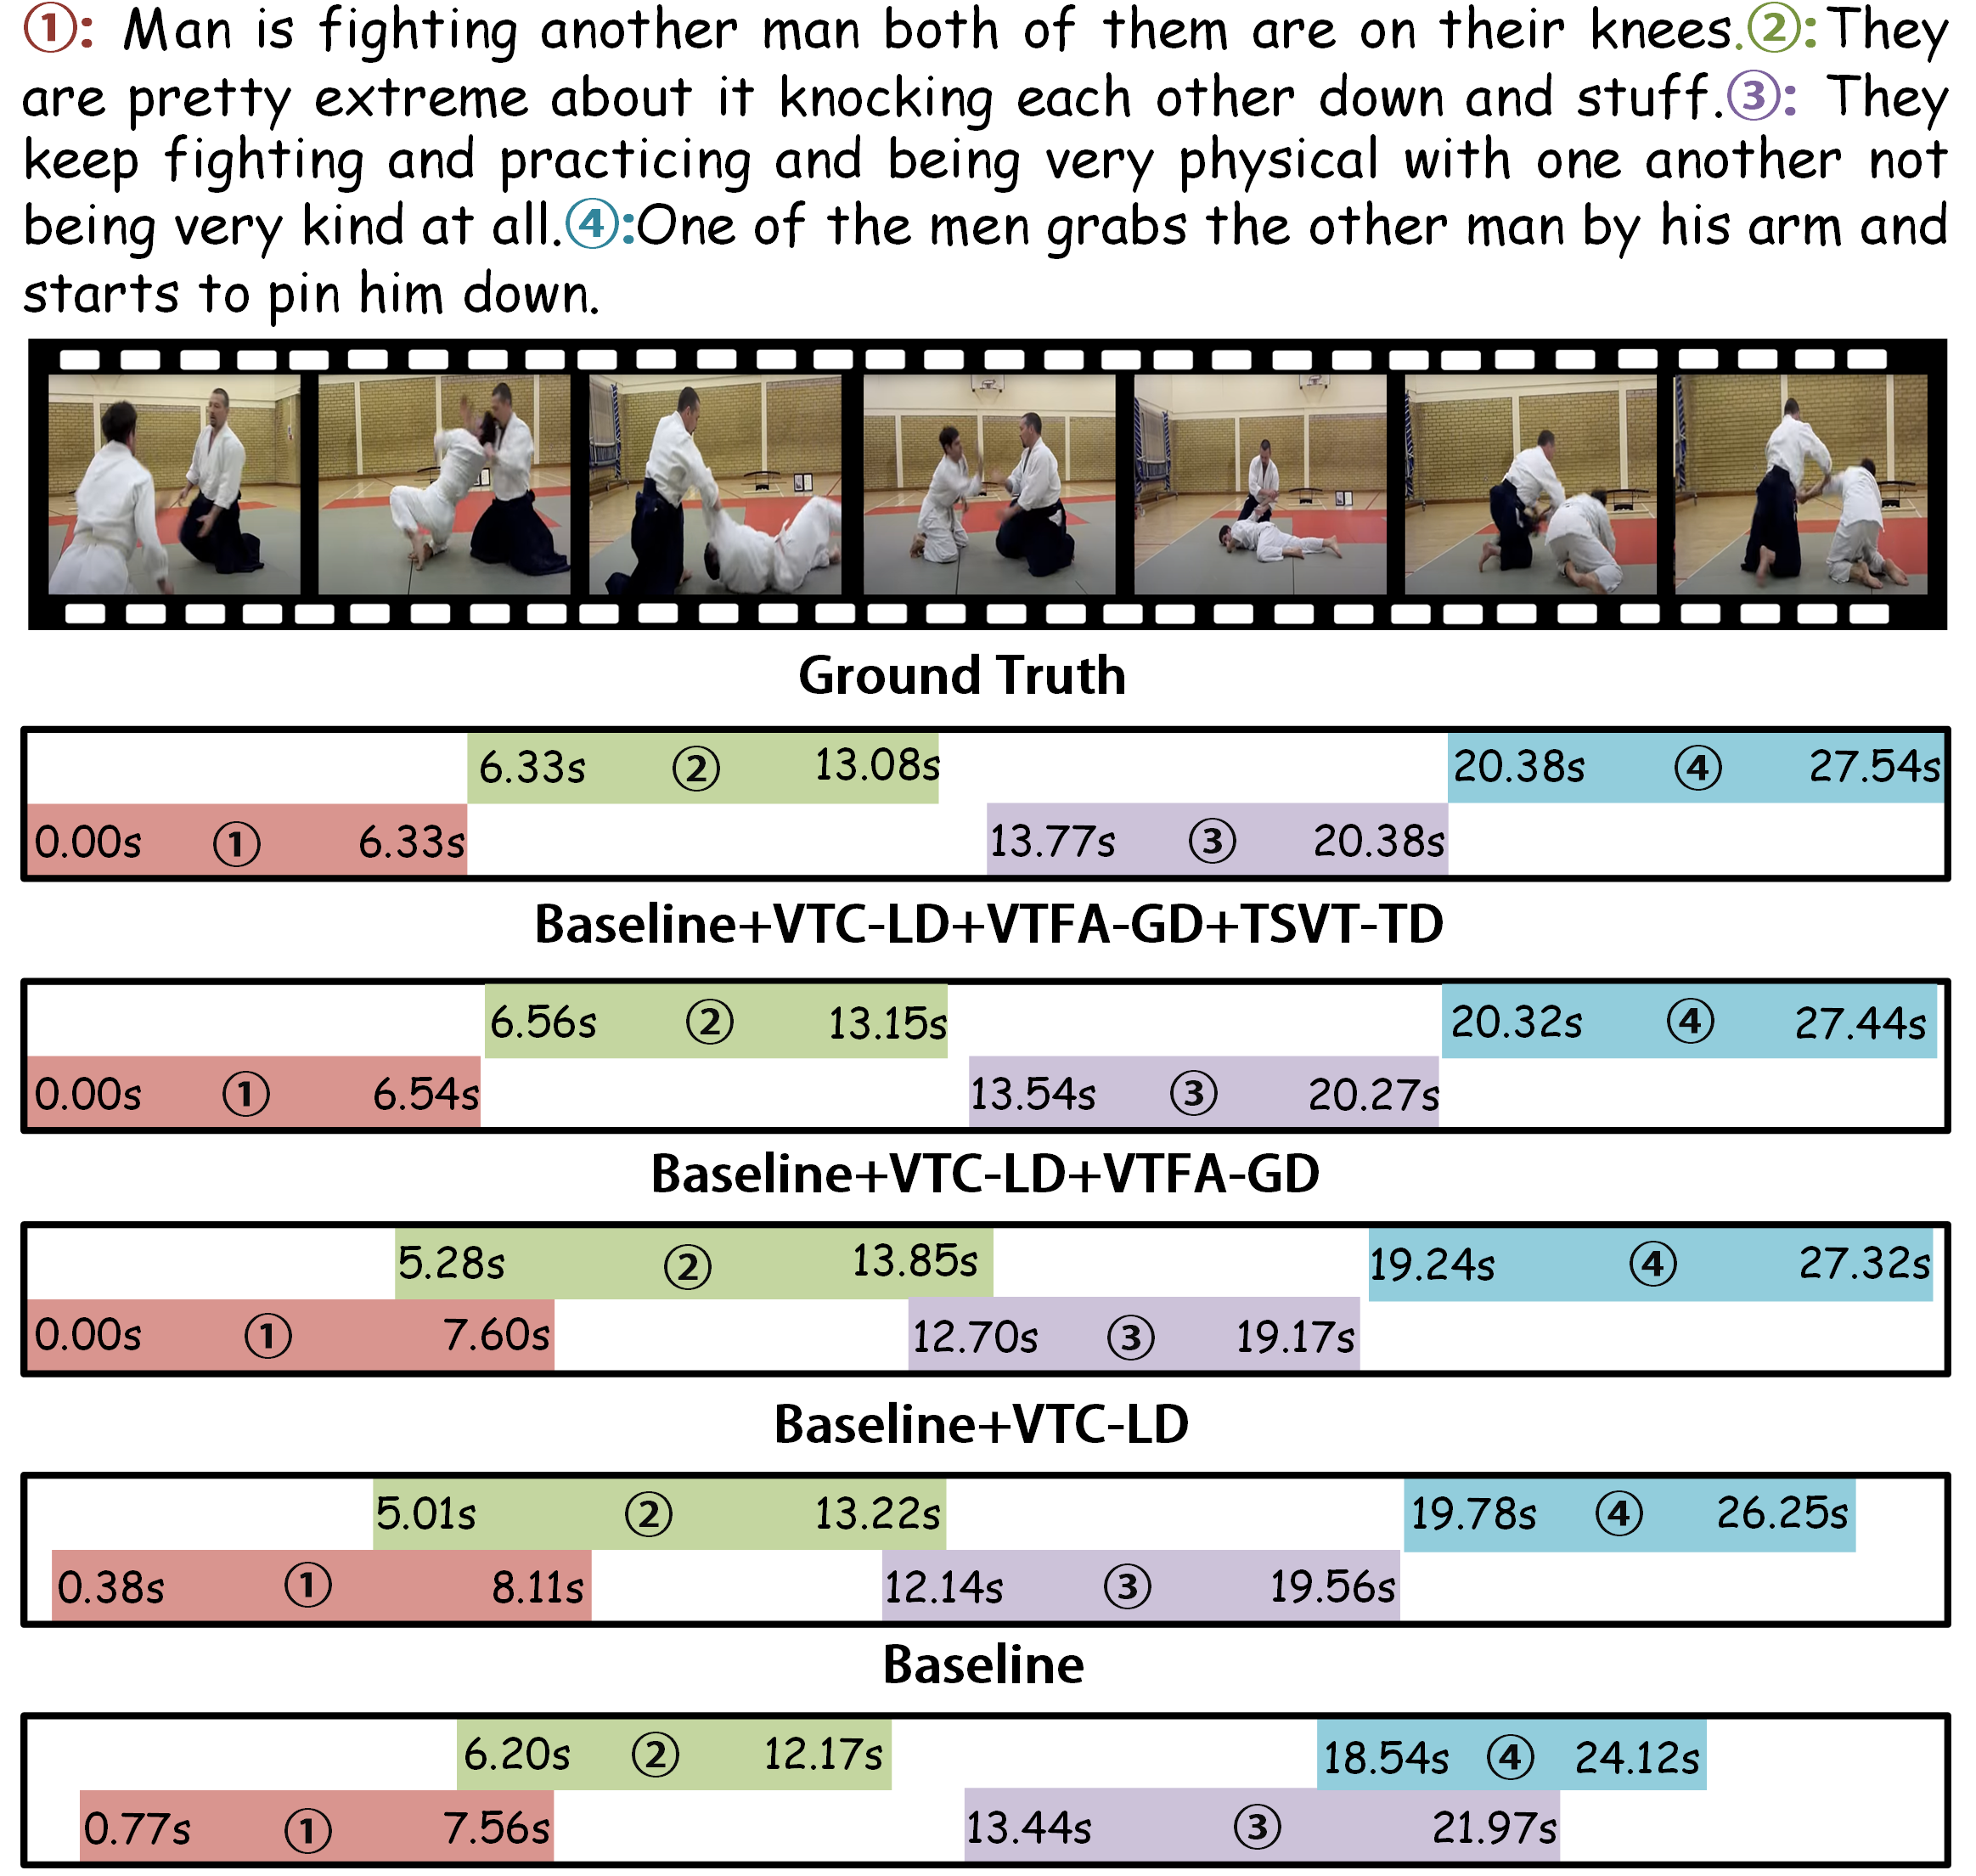 ①: Man is fighting another man both of them are on their knees.②: They
are pretty extreme about it knocking each other down and stuff.③: They
keep fighting and practicing and being very physical with one another not
being very kind at all.④:One of the men grabs the other man by his arm and
starts to pin him down.
Ground Truth
6.33s ② 13.08s 20.38s ④ 27.54s
0.00s ① 6.33s 13.77s ③ 20.38s
Baseline+VTC-LD+VTFA-GD+TSVT-TD
6.56s ② 13.15s 20.32s ④ 27.44s
0.00s ① 6.54s 13.54s ③ 20.27s
Baseline+VTC-LD+VTFA-GD
5.28s ② 13.85s 19.24s ④ 27.32s
0.00s ① 7.60s 12.70s ③ 19.17s
Baseline+VTC-LD
5.01s ② 13.22s 19.78s ④ 26.25s
0.38s ① 8.11s 12.14s ③ 19.56s
Baseline
6.20s ② 12.17s 18.54s ④ 24.12s
0.77s ① 7.56s 13.44s ③ 21.97s